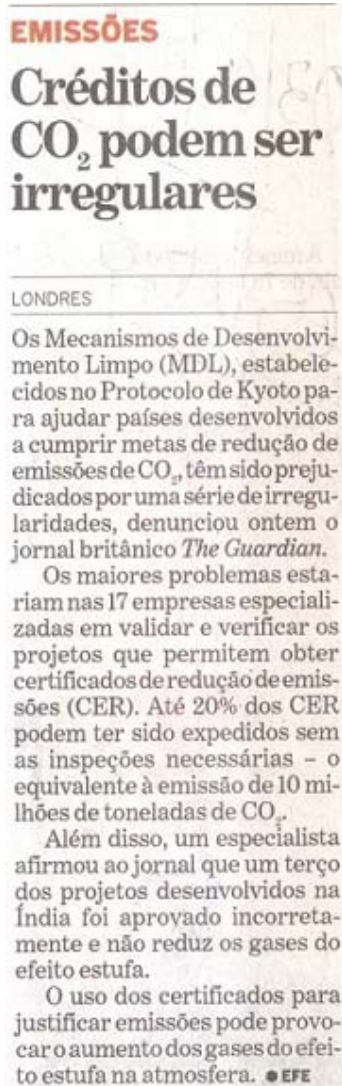 EMISSÕES
Créditos de
CO₂ podem ser
irregulares
LONDRES
Os Mecanismos de Desenvolvi-
mento Limpo (MDL), estabele-
cidos no Protocolo de Kyoto pa-
ra ajudar países desenvolvidos
a cumprir metas de redução de
emissões de CO₂, têm sido preju-
dicados por uma série de irregu-
laridades, denunciou ontem o
jornal britânico The Guardian.
Os maiores problemas esta-
riam nas 17 empresas especiali-
zadas em validar e verificar os
projetos que permitem obter
certificados de redução de emis-
sões (CER). Até 20% dos CER
podem ter sido expedidos sem
as inspeções necessárias – o
equivalente à emissão de 10 mi-
lhões de toneladas de CO₂.
Além disso, um especialista
afirmou ao jornal que um terço
dos projetos desenvolvidos na
Índia foi aprovado incorreta-
mente e não reduz os gases do
efeito estufa.
O uso dos certificados para
justificar emissões pode provo-
car o aumento dos gases do efei-
to estufa na atmosfera. ● EFE